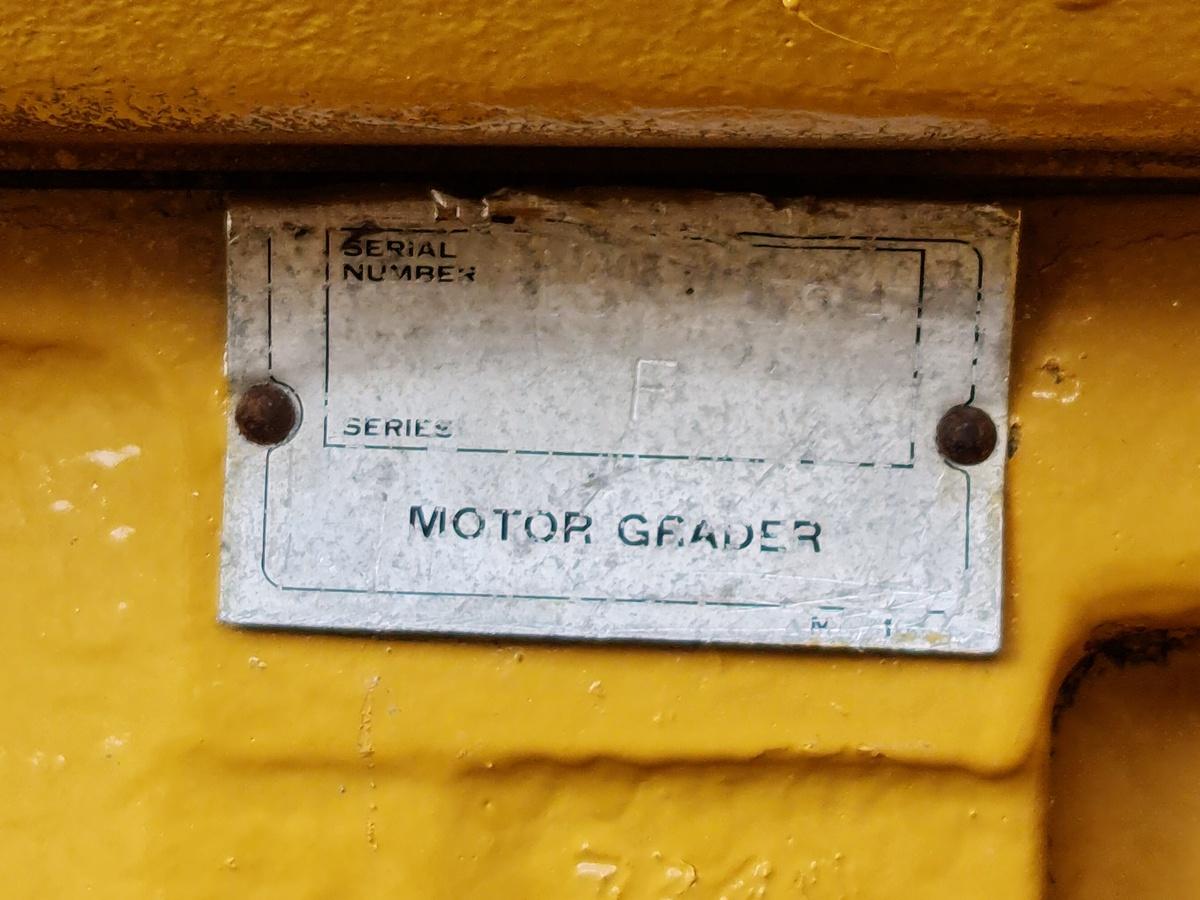 SERIAL
NUMBER
F
SERIES
MOTOR GRADER